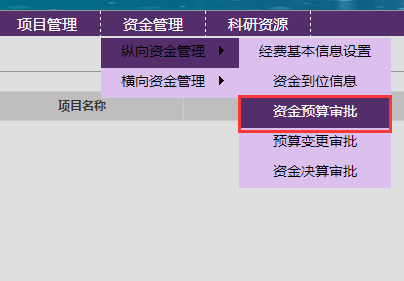 项目管理 资金管理 科研资源
纵向资金管理 经费基本信息设置
横向资金管理 资金到位信息
项目名称 资金预算审批
预算变更审批
资金决算审批